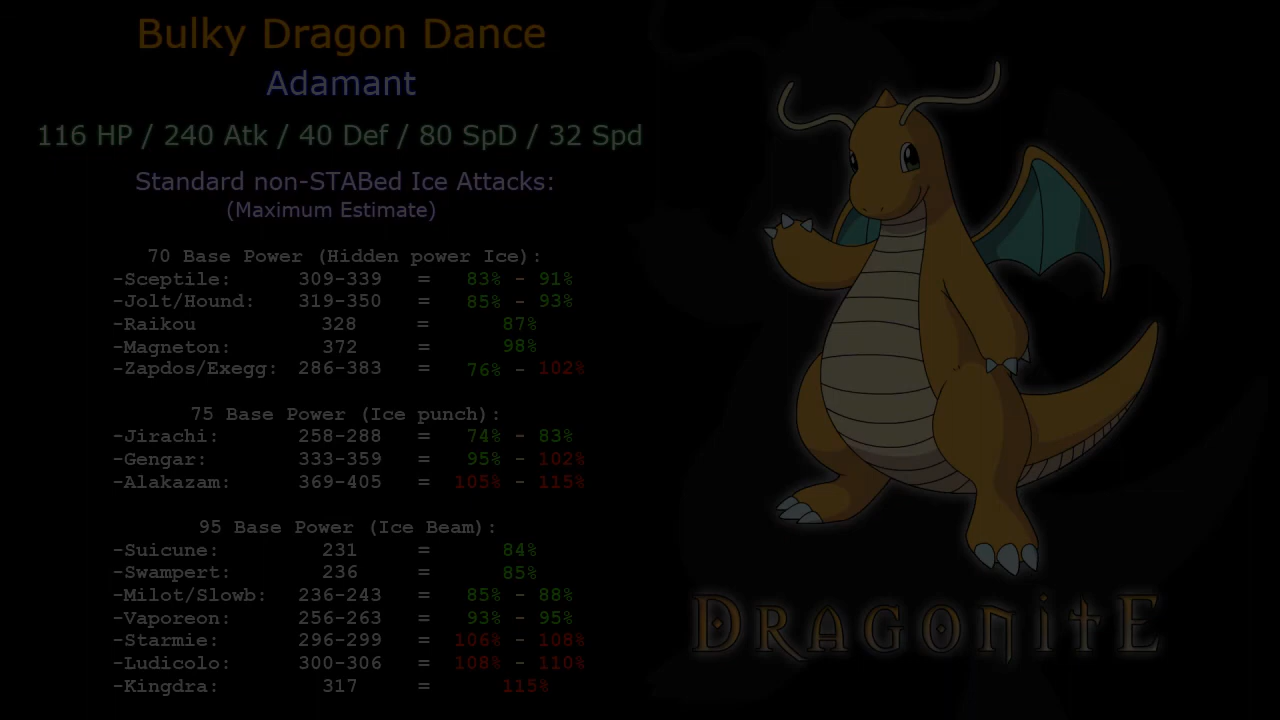 Bulky Dragon Dance
Adamant
116 HP / 240 Atk / 40 Def / 80 SpD / 32 Spd
Standard non-STABed Ice Attacks:
(Maximum Estimate)
70 Base Power (Hidden power Ice):
-Sceptile: 309-339 = 83% - 91%
-Jolt/Hound: 319-350 = 85% - 93%
-Raikou 328 = 87%
-Magneton: 372 = 98%
-Zapdos/Exegg: 286-383 = 76% - 102%
75 Base Power (Ice punch):
-Jirachi: 258-288 = 74% - 83%
-Gengar: 333-359 = 95% - 102%
-Alakazam: 369-405 = 105% - 115%
95 Base Power (Ice Beam):
-Suicune: 231 = 84%
-Swampert: 236 = 85%
-Milot/Slowb: 236-243 = 85% - 88%
-Vaporeon: 256-263 = 93% - 95%
-Starmie: 296-299 = 106% - 108%
-Ludicolo: 300-306 = 108% - 110%
-Kingdra: 317 = 115%
DRAGONitE